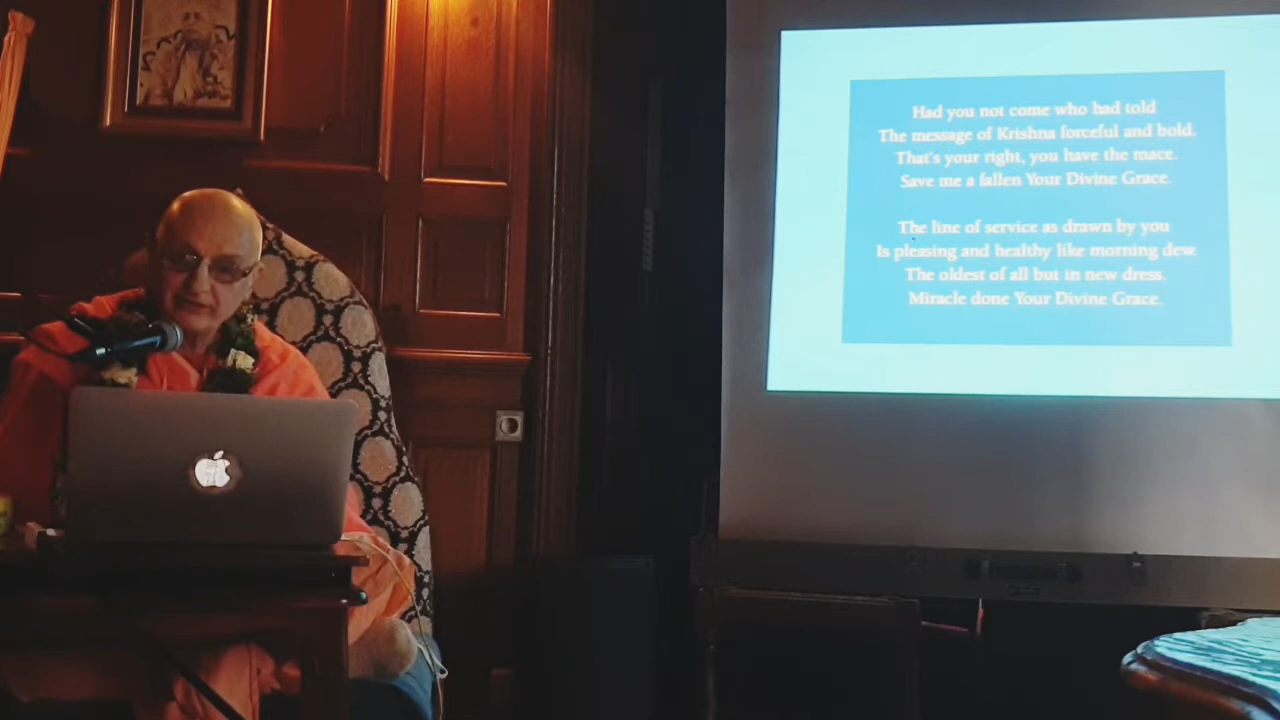 Had you not come who had told
The message of Krishna forceful and bold.
That's your right, you have the mace.
Save me a fallen Your Divine Grace.
The line of service as drawn by you
Is pleasing and healthy like morning dew.
The oldest of all but in new dress.
Miracle done Your Divine Grace.